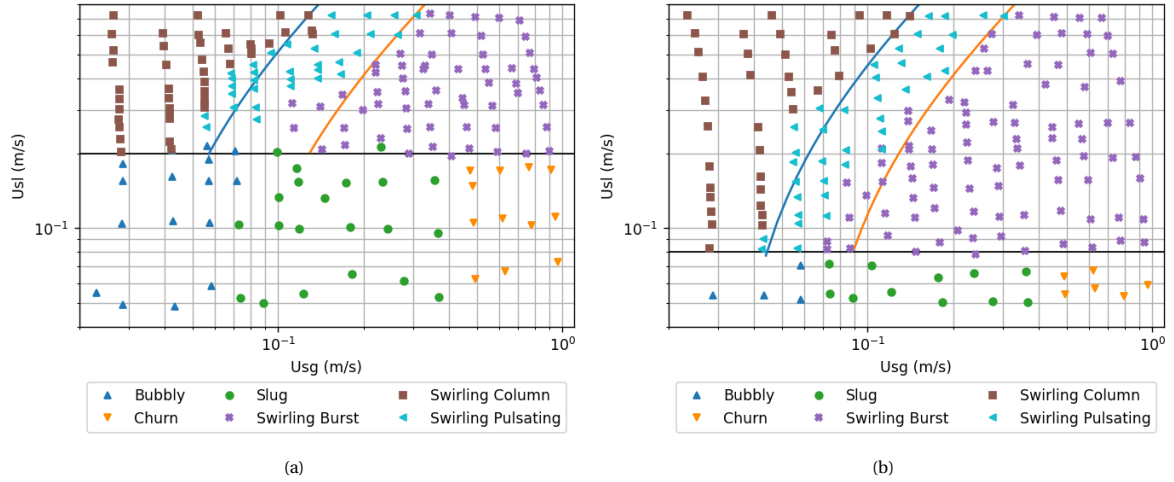 Usl (m/s)
10⁻¹
10⁻¹
10⁰
Usg (m/s)
Bubbly
Slug
Swirling Column
Churn
Swirling Burst
Swirling Pulsating
(a)
Usl (m/s)
10⁻¹
10⁻¹
10⁰
Usg (m/s)
Bubbly
Slug
Swirling Column
Churn
Swirling Burst
Swirling Pulsating
(b)